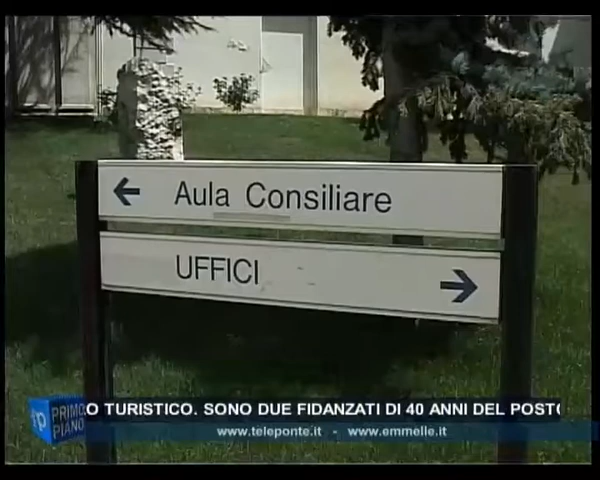 Aula Consiliare
UFFICI
PRIMO
PIANO
O TURISTICO. SONO DUE FIDANZATI DI 40 ANNI DEL POSTO
www.teleponte.it - www.emmelle.it